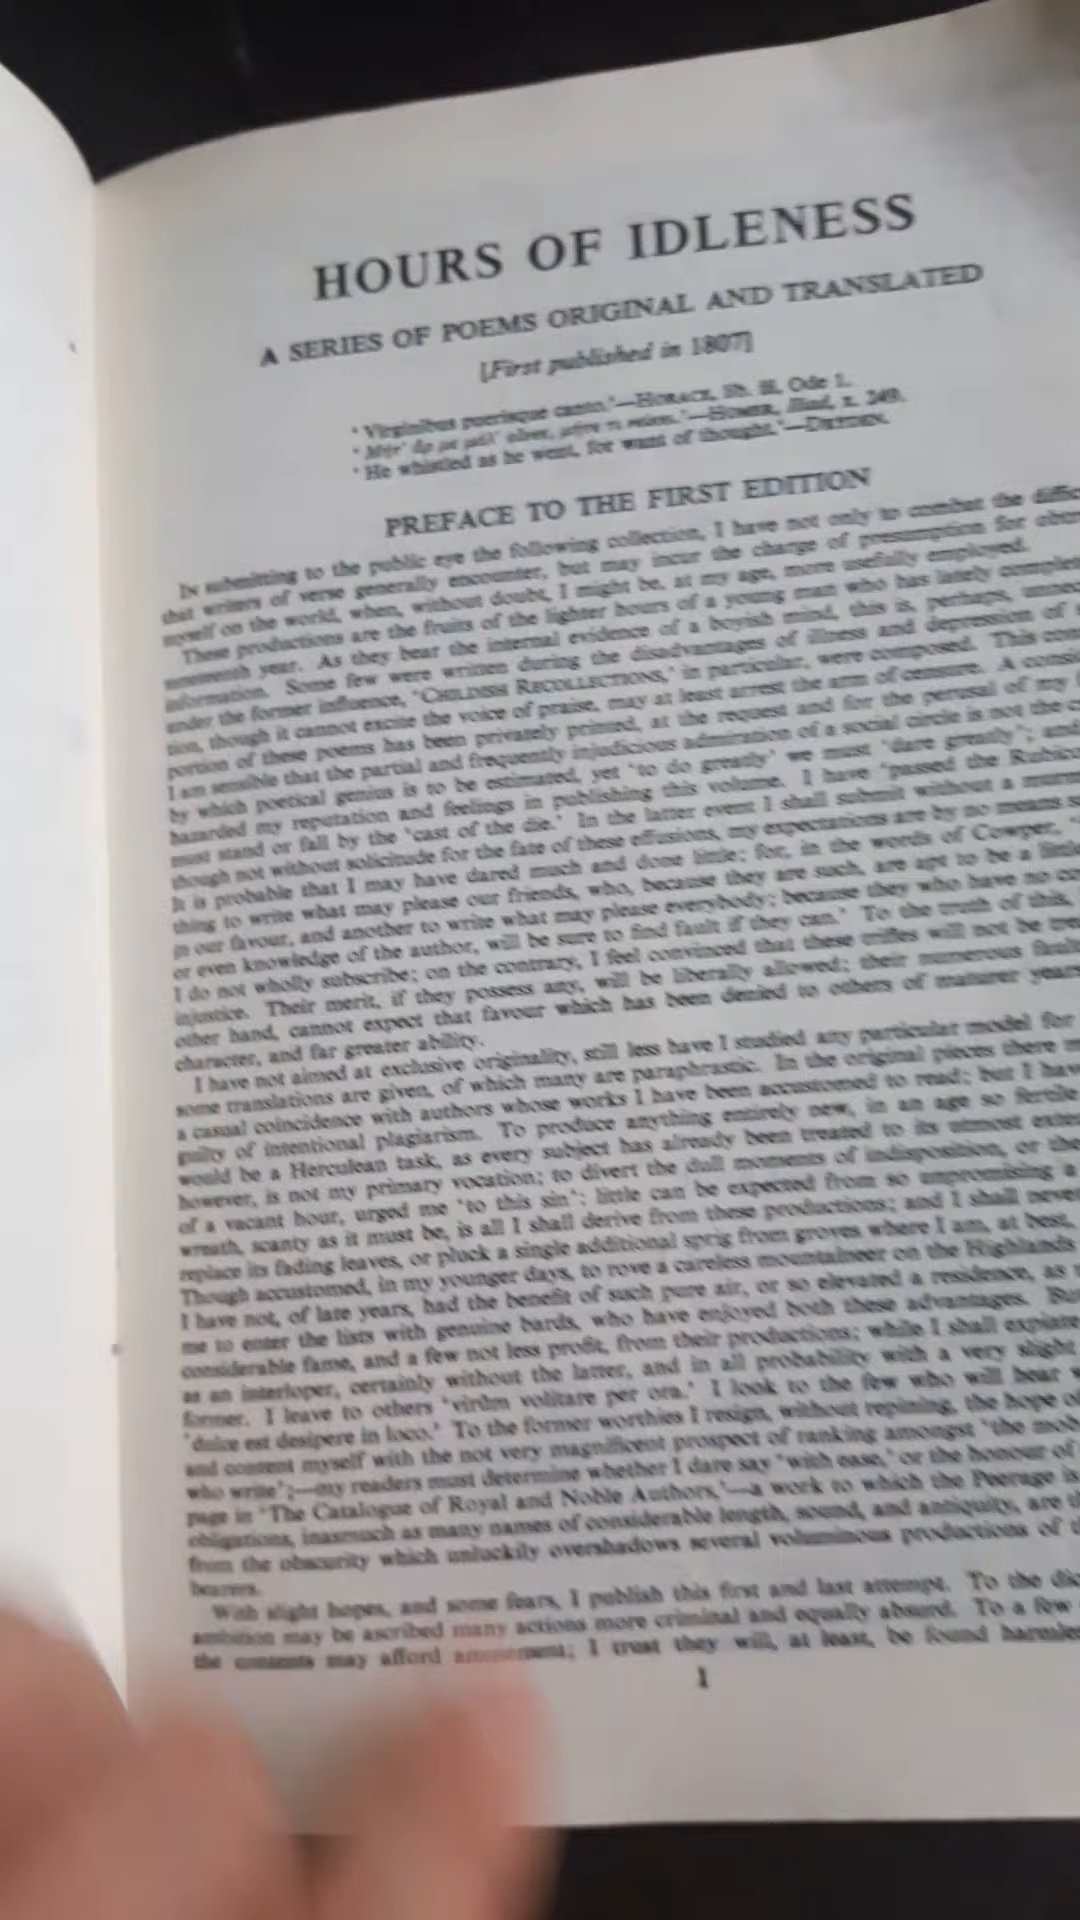 HOURS OF IDLENESS
A SERIES OF POEMS ORIGINAL AND TRANSLATED
[First published in 1807]
'Virginibus puerisque canto.'—HORACE, lib. iii, Ode 1.
—HOMER, Iliad, x. 249.
'He whistled as he went, for want of thought.'—DRYDEN.
PREFACE TO THE FIRST EDITION
IN submitting to the public eye the following collection, I have not only to combat the
that writers of verse generally encounter, but may incur the charge of presumption for
myself on the world, when, without doubt, I might be, at my age, more usefully employed.
These productions are the fruits of the lighter hours of a young man who has lately
year. As they bear the internal evidence of a boyish mind, this is, perhaps,
information. Some few were written during the disadvantages of illness and depression of
under the former influence, 'CHILDISH RECOLLECTIONS,' in particular, were composed. This
tion, though it cannot excite the voice of praise, may at least arrest the arm of censure. A
portion of these poems has been privately printed, at the request and for the perusal of my
I am sensible that the partial and frequently injudicious admiration of a social circle is not the
by which poetical genius is to be estimated, yet 'to do greatly' we must 'dare greatly'; and
hazarded my reputation and feelings in publishing this volume. I have 'passed the
must stand or fall by the 'cast of the die.' In the latter event I shall submit without a
though not without solicitude for the fate of these effusions, my expectations are by no means
It is probable that I may have dared much and done little; for, in the words of Cowper,
thing to write what may please our friends, who, because they are such, are apt to be a little
in our favour, and another to write what may please everybody; because they who have no
or even knowledge of the author, will be sure to find fault if they can.' To the truth of this,
I do not wholly subscribe; on the contrary, I feel convinced that these trifles will not be
injustice. Their merit, if they possess any, will be liberally allowed; their numerous
other hand, cannot expect that favour which has been denied to others of maturer
character, and far greater ability.
I have not aimed at exclusive originality, still less have I studied any particular model for
some translations are given, of which many are paraphrastic. In the original pieces there
a casual coincidence with authors whose works I have been accustomed to read; but I
guilty of intentional plagiarism. To produce anything entirely new, in an age so fertile
would be a Herculean task, as every subject has already been treated to its utmost
however, is not my primary vocation; to divert the dull moments of indisposition, or
of a vacant hour, urged me 'to this sin': little can be expected from so unpromising a
wreath, scanty as it must be, is all I shall derive from these productions; and I shall never
replace its fading leaves, or pluck a single additional sprig from groves where I am, at best,
Though accustomed, in my younger days, to rove a careless mountaineer on the Highlands
I have not, of late years, had the benefit of such pure air, or so elevated a residence, as
me to enter the lists with genuine bards, who have enjoyed both these advantages.
considerable fame, and a few not less profit, from their productions; while I shall expiate
as an interloper, certainly without the latter, and in all probability with a very slight
former. I leave to others 'virûm volitare per ora.' I look to the few who will hear
'dulce est desipere in loco.' To the former worthies I resign, without repining, the hope of
and content myself with the not very magnificent prospect of ranking amongst 'the mob
who write';—my readers must determine whether I dare say 'with ease,' or the honour of
page in 'The Catalogue of Royal and Noble Authors,'—a work to which the Peerage is
obligations, inasmuch as many names of considerable length, sound, and antiquity, are
from the obscurity which unluckily overshadows several voluminous productions of
bearers.
With slight hopes, and some fears, I publish this first and last attempt. To the
ambition may be ascribed many actions more criminal and equally absurd. To a few
the contents may afford amusement; I trust they will, at least, be found
1